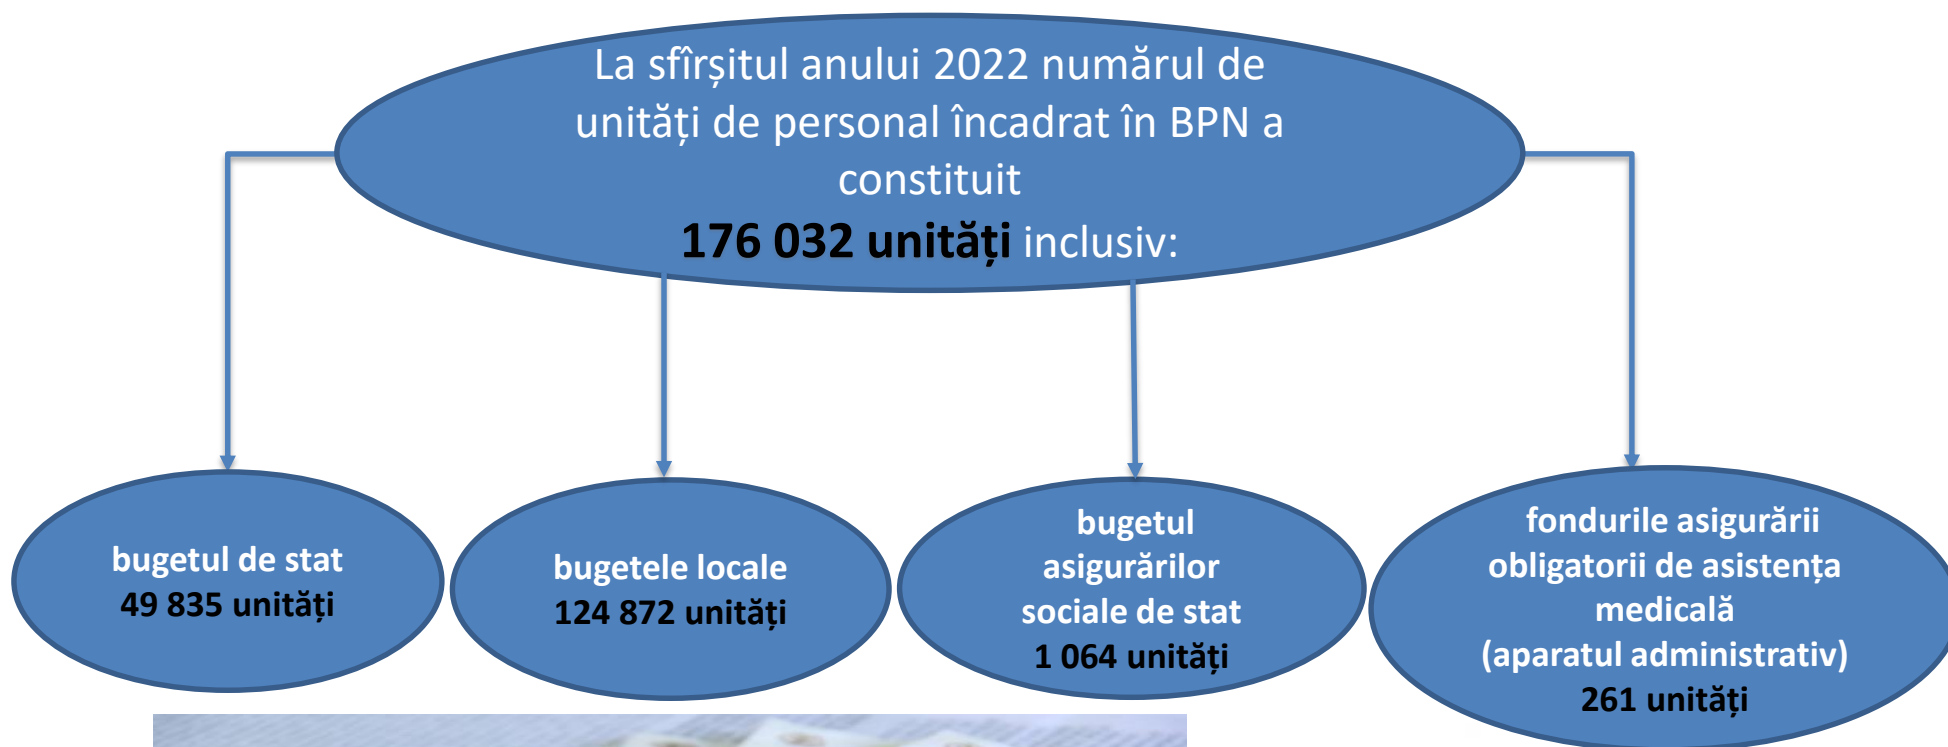 La sfîrșitul anului 2022 numărul de
unități de personal încadrat în BPN a
constituit
176 032 unități inclusiv:
bugetul de stat
49 835 unități
bugetele locale
124 872 unități
bugetul
asigurărilor
sociale de stat
1 064 unități
fondurile asigurării
obligatorii de asistența
medicală
(aparatul administrativ)
261 unități